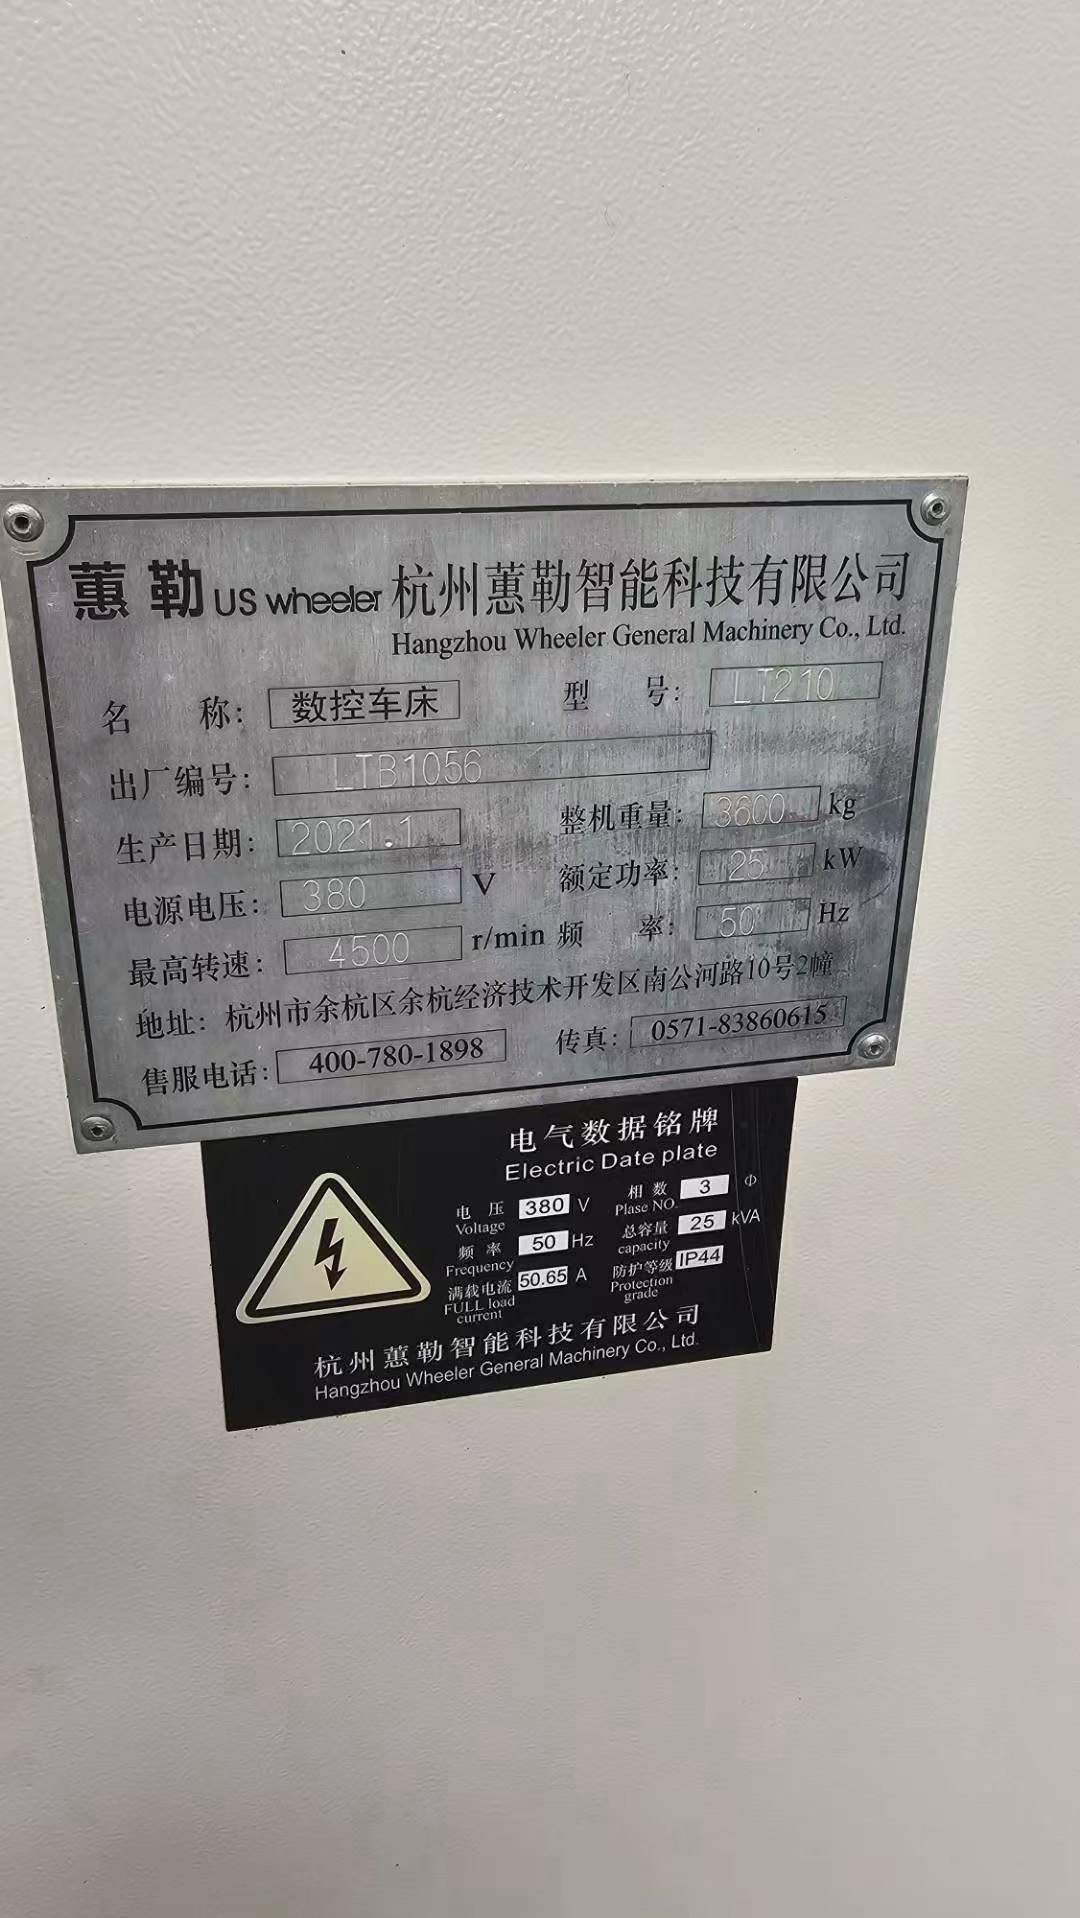 蕙勒 US wheeler 杭州蕙勒智能科技有限公司
Hangzhou Wheeler General Machinery Co., Ltd.
名 称: 数控车床 型 号: LT210
出厂编号: LTB1056
生产日期: 2021.1 整机重量: 3600 kg
电源电压: 380 V 额定功率: 25 kW
最高转速: 4500 r/min 频 率: 50 Hz
地址: 杭州市余杭区余杭经济技术开发区南公河路10号2幢
售服电话: 400-780-1898 传真: 0571-83860615
电气数据铭牌
Electric Date plate
电 压 380 V 相 数 3 Φ
Voltage Plase NO.
频 率 50 Hz 总容量 25 kVA
Frequency capacity
满载电流 50.65 A 防护等级 IP44
FULL load Protection
current grade
杭州蕙勒智能科技有限公司
Hangzhou Wheeler General Machinery Co., Ltd.